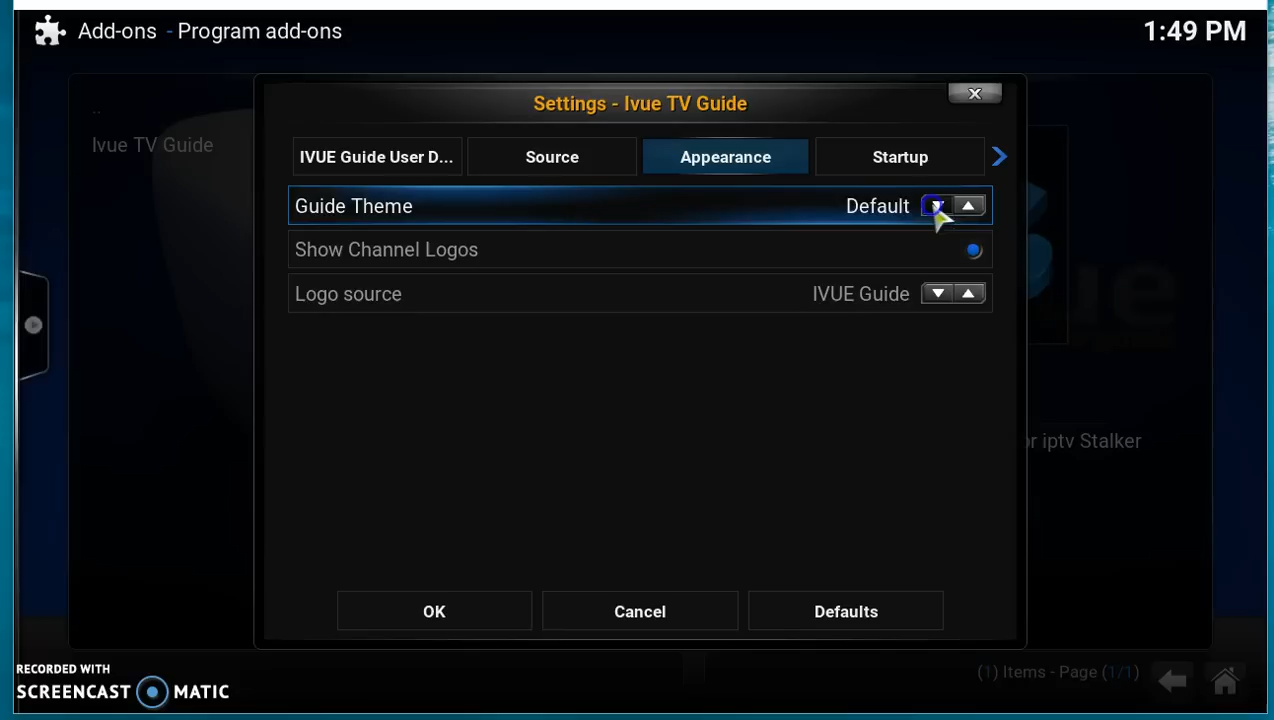 Add-ons - Program add-ons
1:49 PM
Settings - Ivue TV Guide
x
Ivue TV Guide
IVUE Guide User D...
Source
Appearance
Startup
Guide Theme
Default
Show Channel Logos
Logo source
IVUE Guide
ue
or iptv Stalker
OK
Cancel
Defaults
RECORDED WITH
SCREENCAST MATIC
(1) Items - Page (1/1)